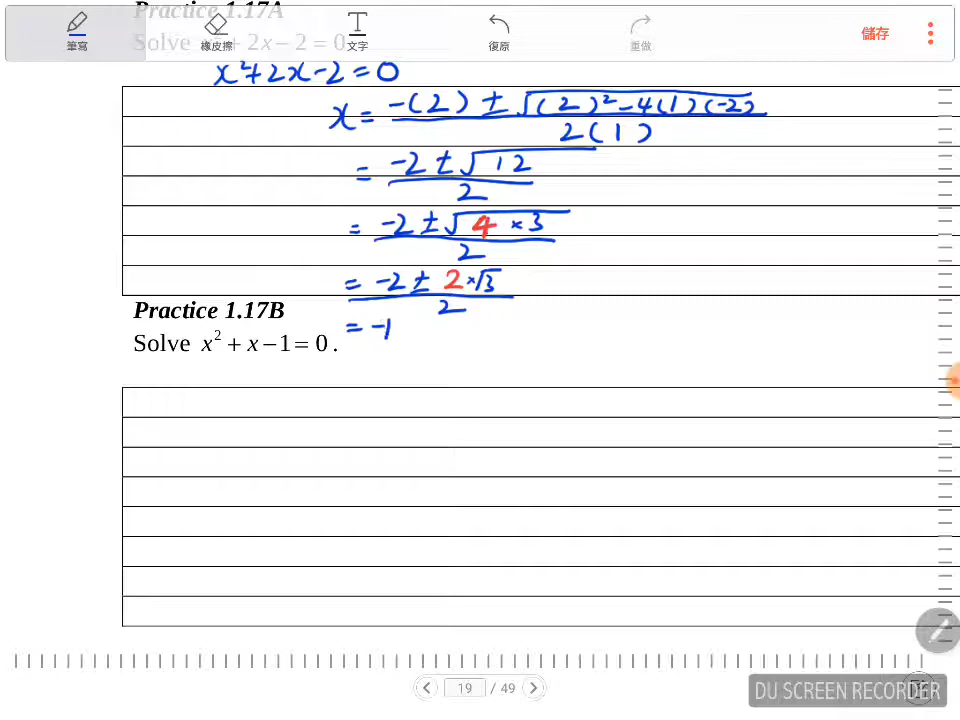 Practice 1.17A
筆寫 橡皮擦 文字 復原 重做 儲存
Solve x² + 2x − 2 = 0
x²+2x−2=0
x = (-(2) ± √((2)²-4(1)(-2))) / 2(1)
= (-2 ± √12) / 2
= (-2 ± √(4 × 3)) / 2
= (-2 ± 2 × √3) / 2
Practice 1.17B
= -1
Solve x² + x − 1 = 0 .
19 / 49
DU SCREEN RECORDER